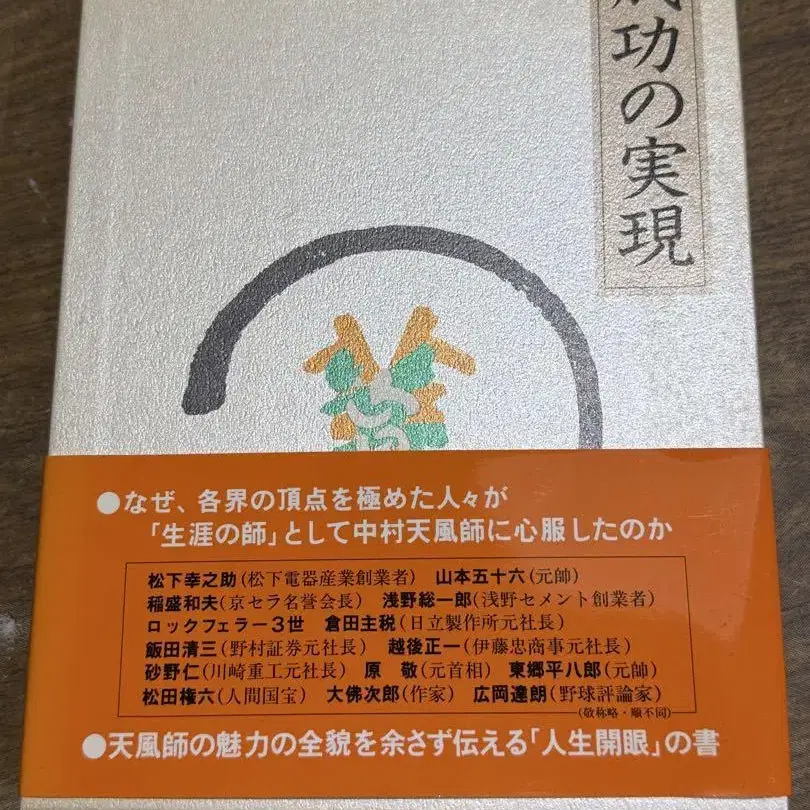 成功の実現
●なぜ、各界の頂点を極めた人々が
「生涯の師」として中村天風師に心服したのか
松下幸之助(松下電器産業創業者) 山本五十六(元帥)
稲盛和夫(京セラ名誉会長) 浅野総一郎(浅野セメント創業者)
ロックフェラー3世 倉田主税(日立製作所元社長)
飯田清三(野村証券元社長) 越後正一(伊藤忠商事元社長)
砂野仁(川崎重工元社長) 原 敬(元首相) 東郷平八郎(元帥)
松田権六(人間国宝) 大佛次郎(作家) 広岡達朗(野球評論家)
(敬称略・順不同)
●天風師の魅力の全貌を余さず伝える「人生開眼」の書